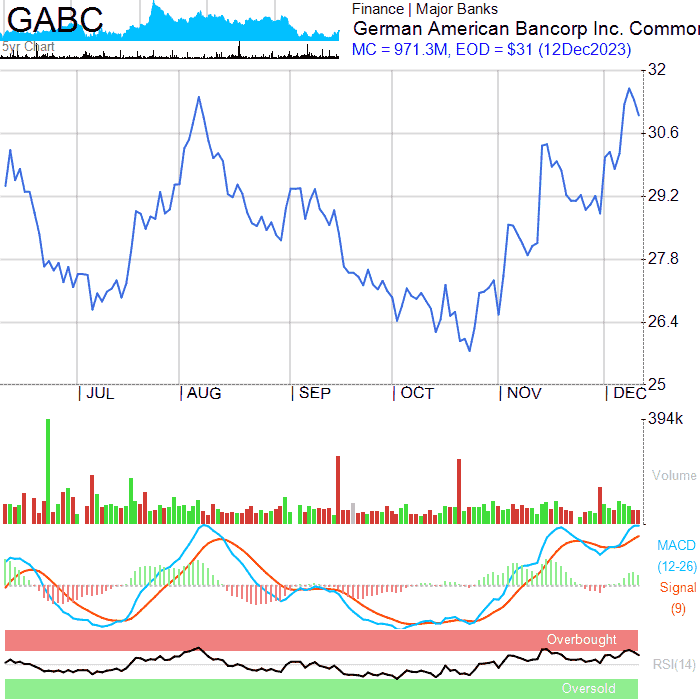 GABC
5yr Chart
Finance | Major Banks
German American Bancorp Inc. Common
MC = 971.3M, EOD = $31 (12Dec2023)
32
30.6
29.2
27.8
26.4
25
JUL
AUG
SEP
OCT
NOV
DEC
394k
Volume
MACD
(12-26)
Signal
(9)
Overbought
RSI(14)
Oversold